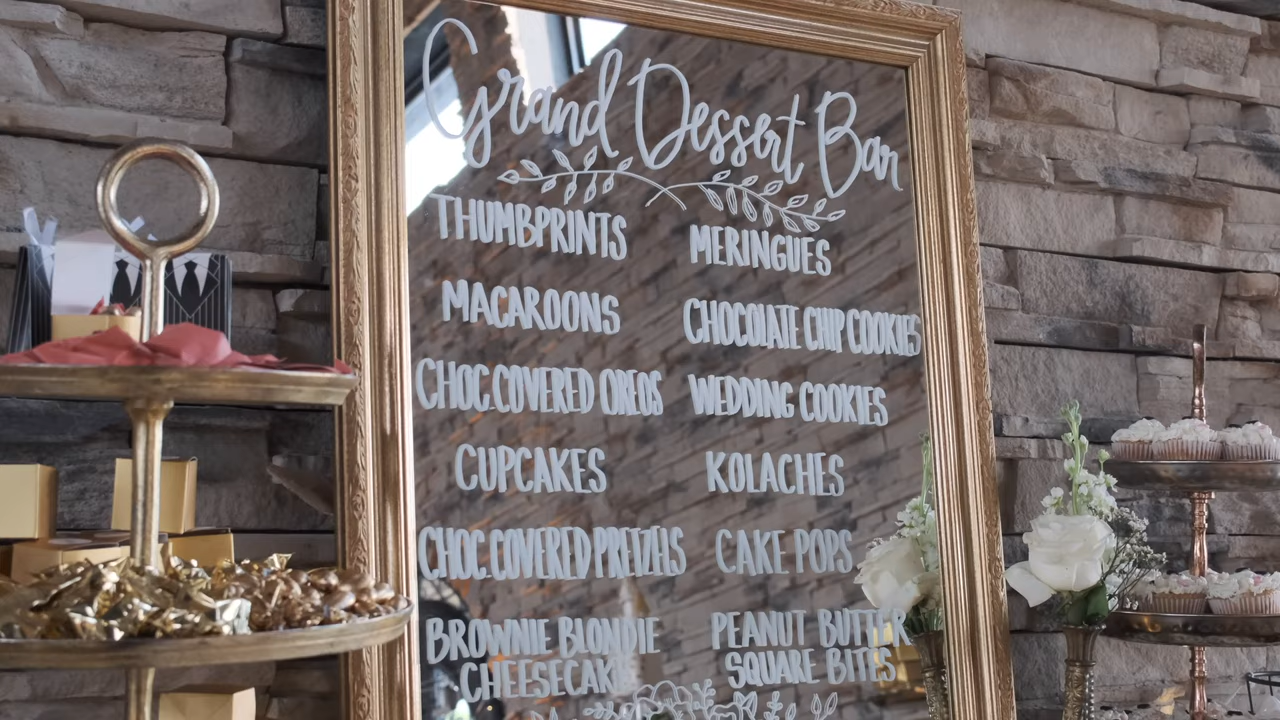 Grand Dessert Bar
THUMBPRINTS
MACAROONS
CHOC.COVERED OREOS
CUPCAKES
CHOC.COVERED PRETZELS
BROWNIE BLONDIE
CHEESECAKE
MERINGUES
CHOCOLATE CHIP COOKIES
WEDDING COOKIES
KOLACHES
CAKE POPS
PEANUT BUTTER
SQUARE BITES